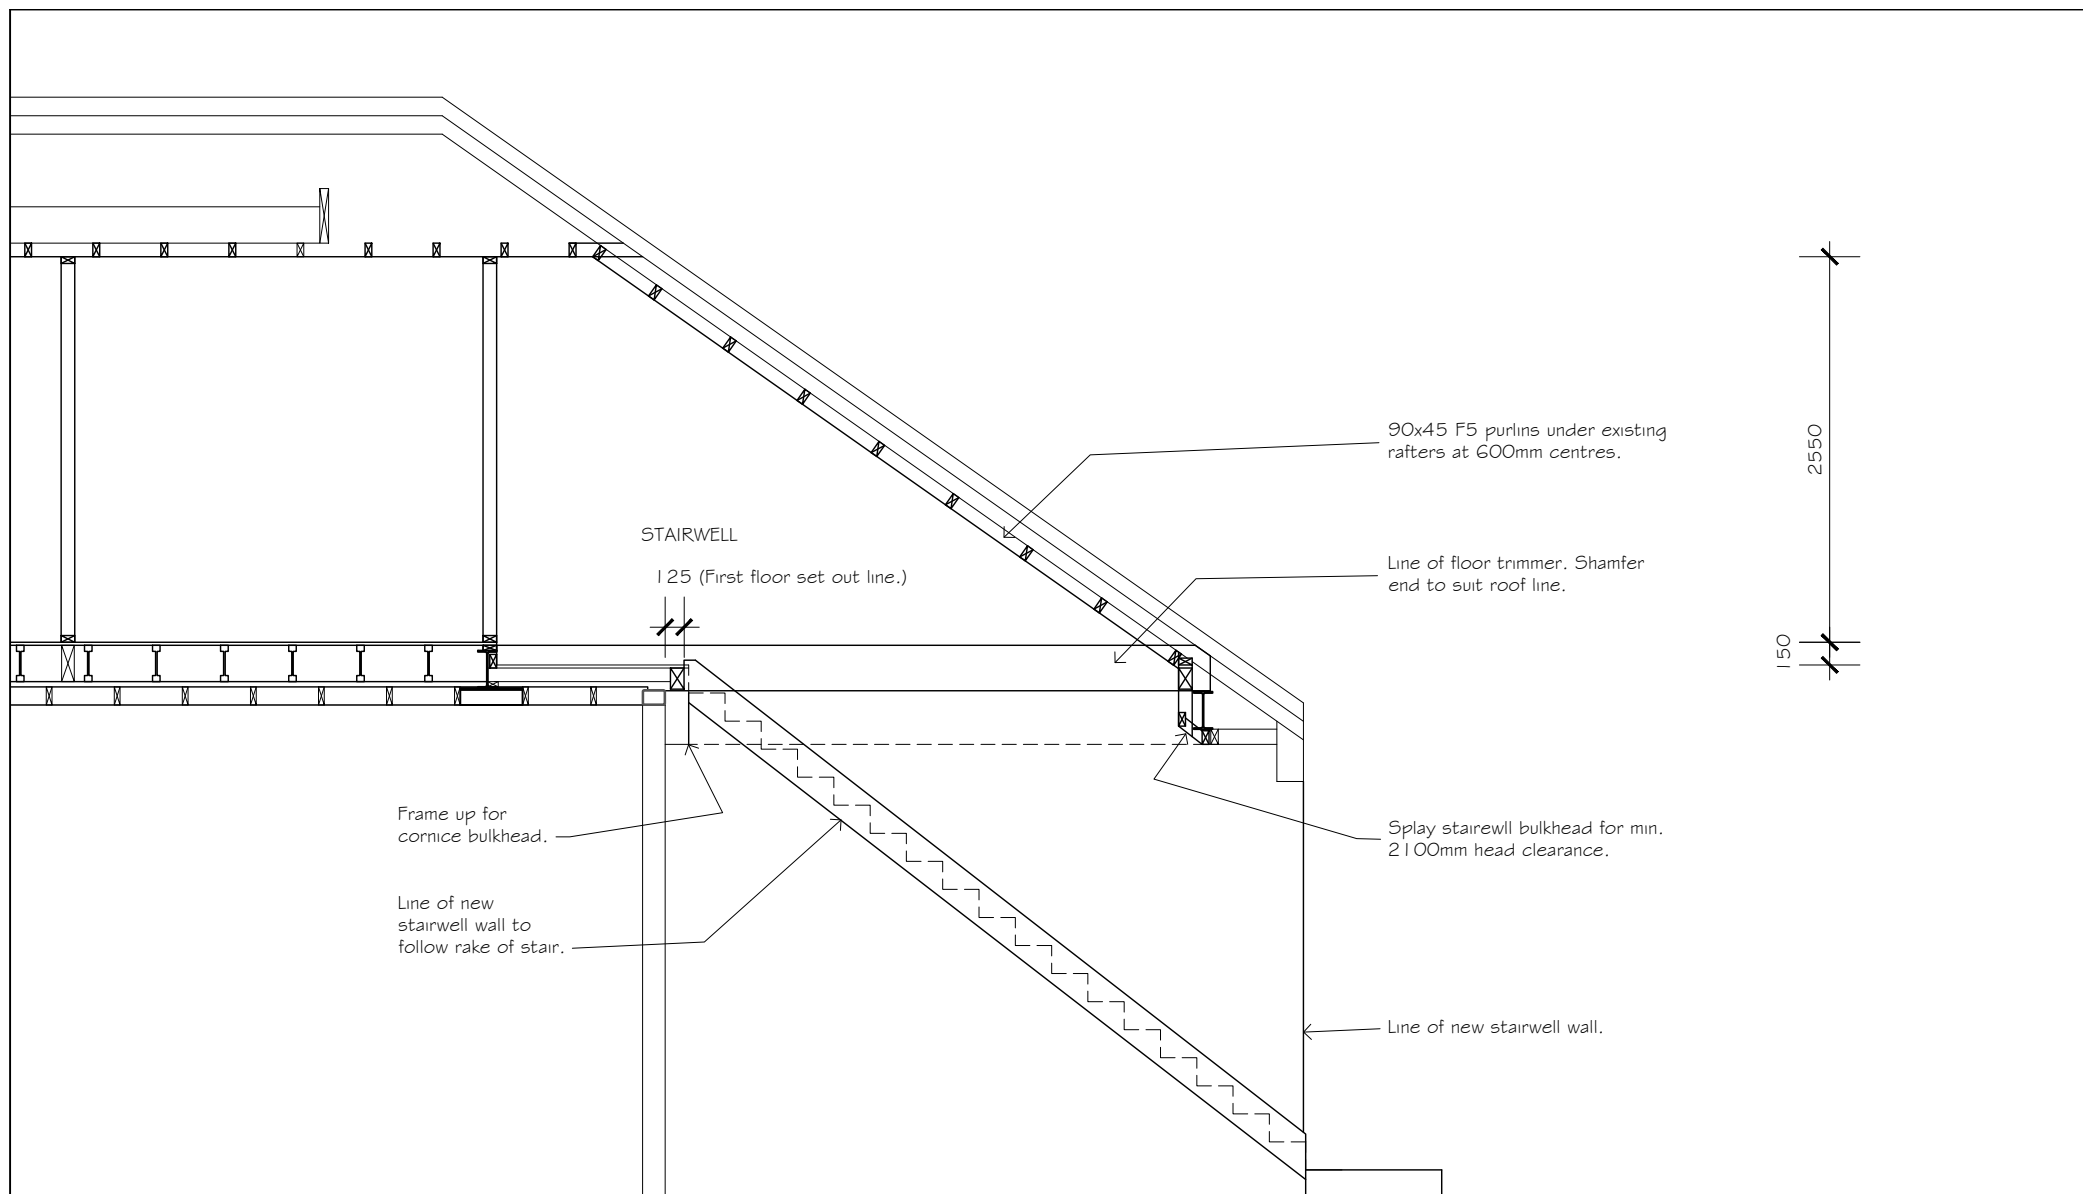 90x45 F5 purlins under existing
rafters at 600mm centres.
2550
STAIRWELL
125 (First floor set out line.)
Line of floor trimmer. Shamfer
end to suit roof line.
150
Frame up for
cornice bulkhead.
Splay stairewll bulkhead for min.
2100mm head clearance.
Line of new
stairwell wall to
follow rake of stair.
Line of new stairwell wall.